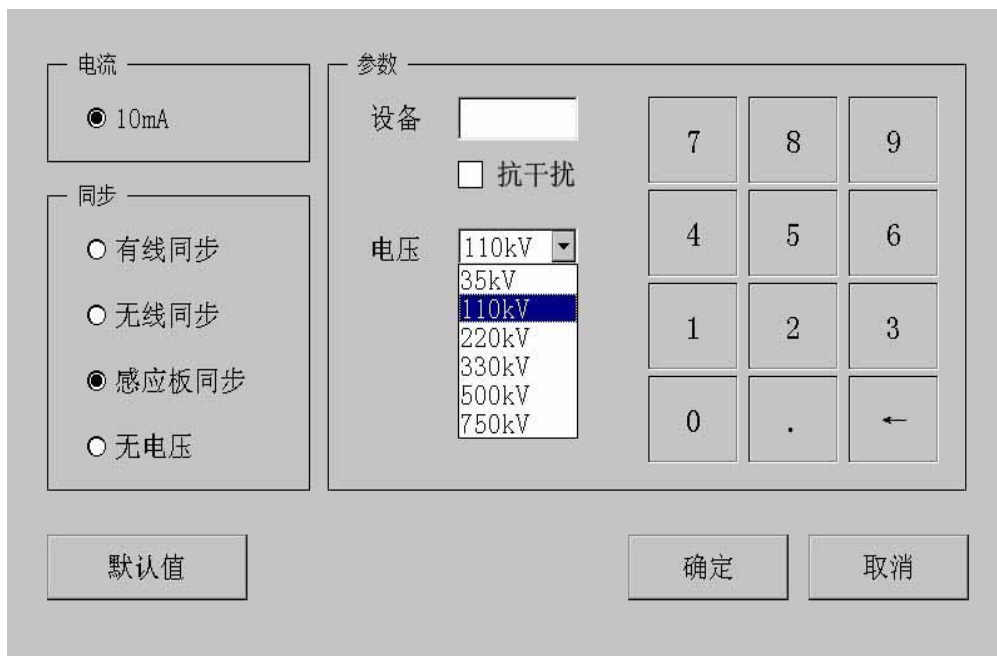 电流
10mA
同步
有线同步
无线同步
感应板同步
无电压
参数
设备
抗干扰
电压
110kV
35kV
110kV
220kV
330kV
500kV
750kV
7 8 9
4 5 6
1 2 3
0 . ←
默认值
确定
取消